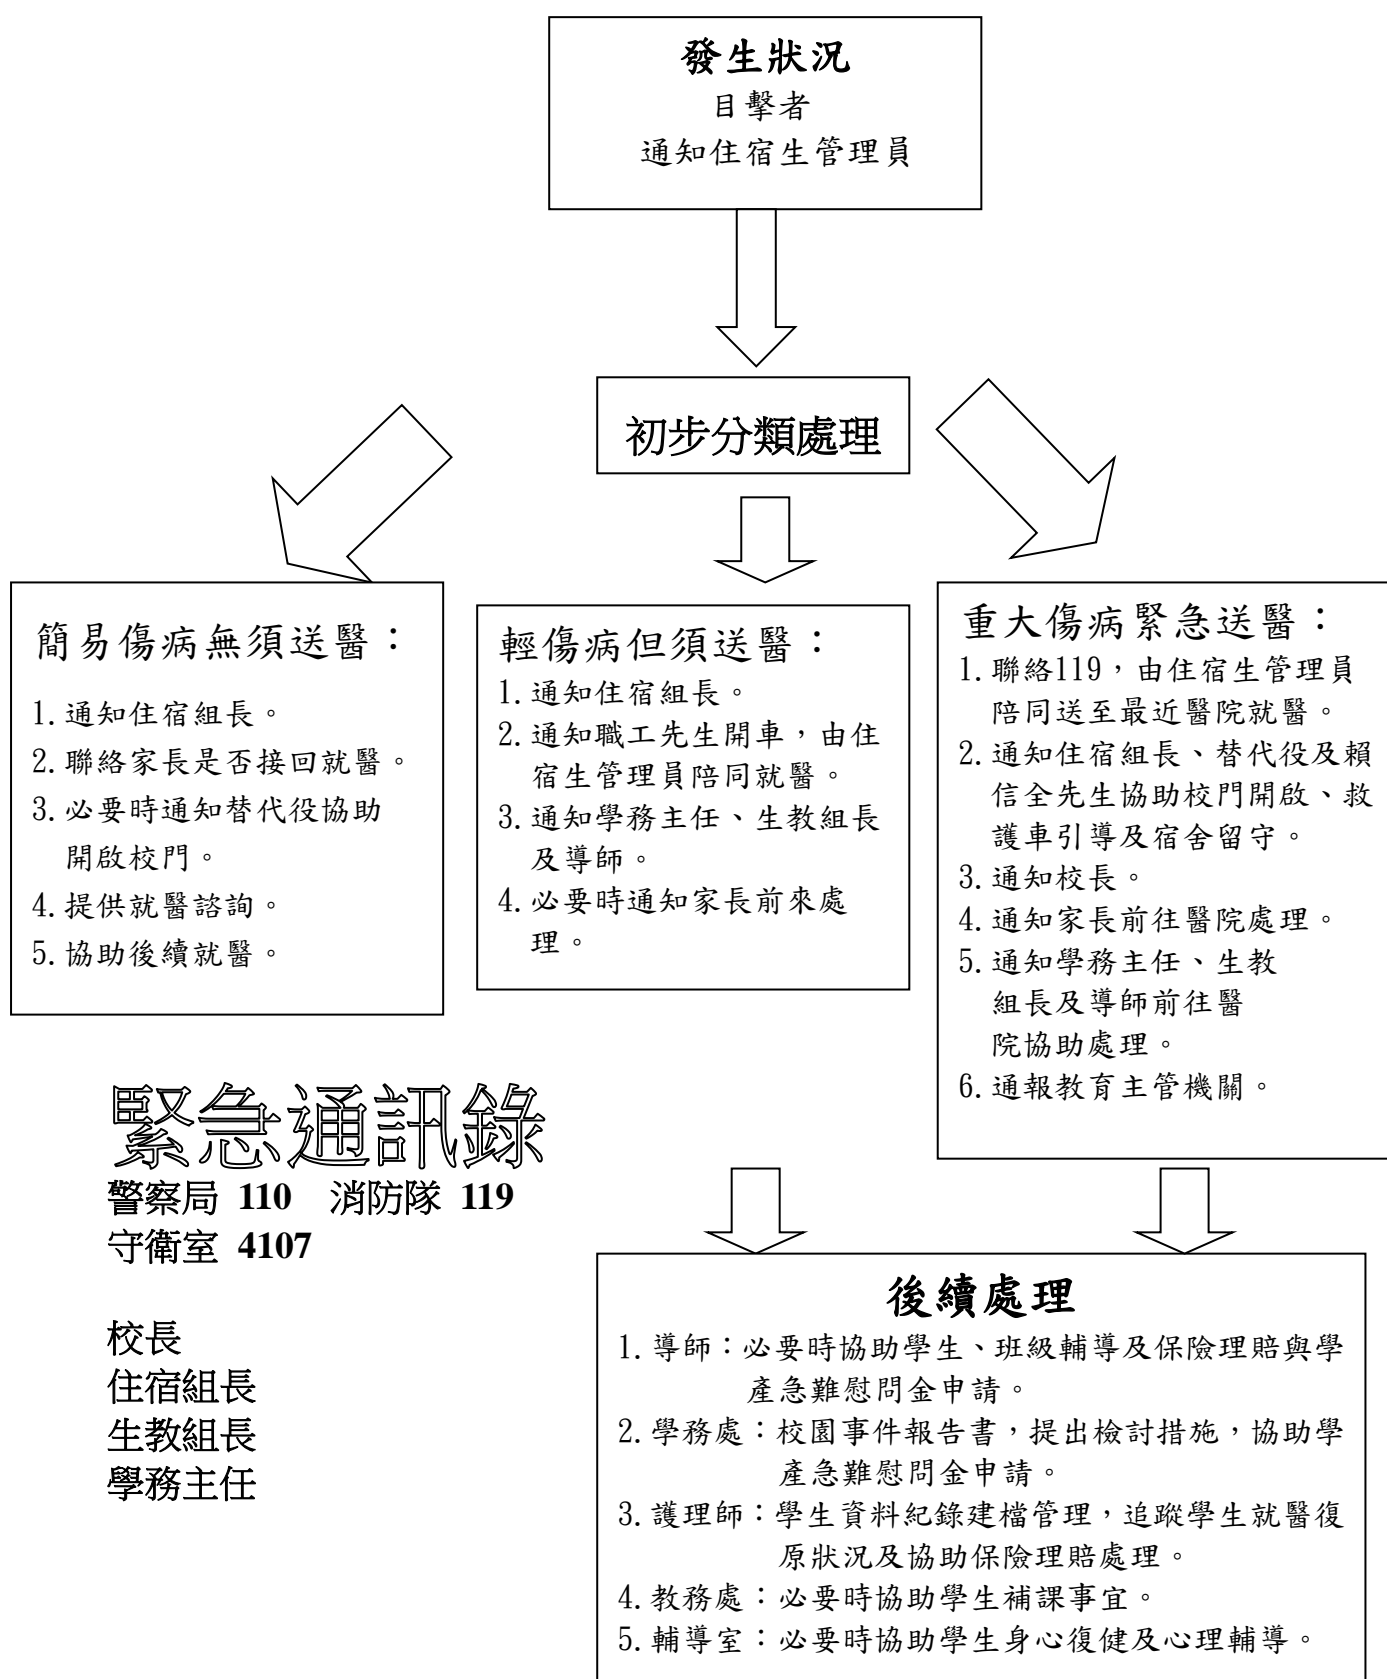 發生狀況
目擊者
通知住宿生管理員
初步分類處理
簡易傷病無須送醫：
1.通知住宿組長。
2.聯絡家長是否接回就醫。
3.必要時通知替代役協助
開啟校門。
4.提供就醫諮詢。
5.協助後續就醫。
輕傷病但須送醫：
1.通知住宿組長。
2.通知職工先生開車，由住
宿生管理員陪同就醫。
3.通知學務主任、生教組長
及導師。
4.必要時通知家長前來處
理。
重大傷病緊急送醫：
1.聯絡119，由住宿生管理員
陪同送至最近醫院就醫。
2.通知住宿組長、替代役及賴
信全先生協助校門開啟、救
護車引導及宿舍留守。
3.通知校長。
4.通知家長前往醫院處理。
5.通知學務主任、生教
組長及導師前往醫
院協助處理。
6.通報教育主管機關。
緊急通訊錄
警察局 110 消防隊 119
守衛室 4107
校長
住宿組長
生教組長
學務主任
後續處理
1.導師：必要時協助學生、班級輔導及保險理賠與學
產急難慰問金申請。
2.學務處：校園事件報告書，提出檢討措施，協助學
產急難慰問金申請。
3.護理師：學生資料紀錄建檔管理，追蹤學生就醫復
原狀況及協助保險理賠處理。
4.教務處：必要時協助學生補課事宜。
5.輔導室：必要時協助學生身心復健及心理輔導。